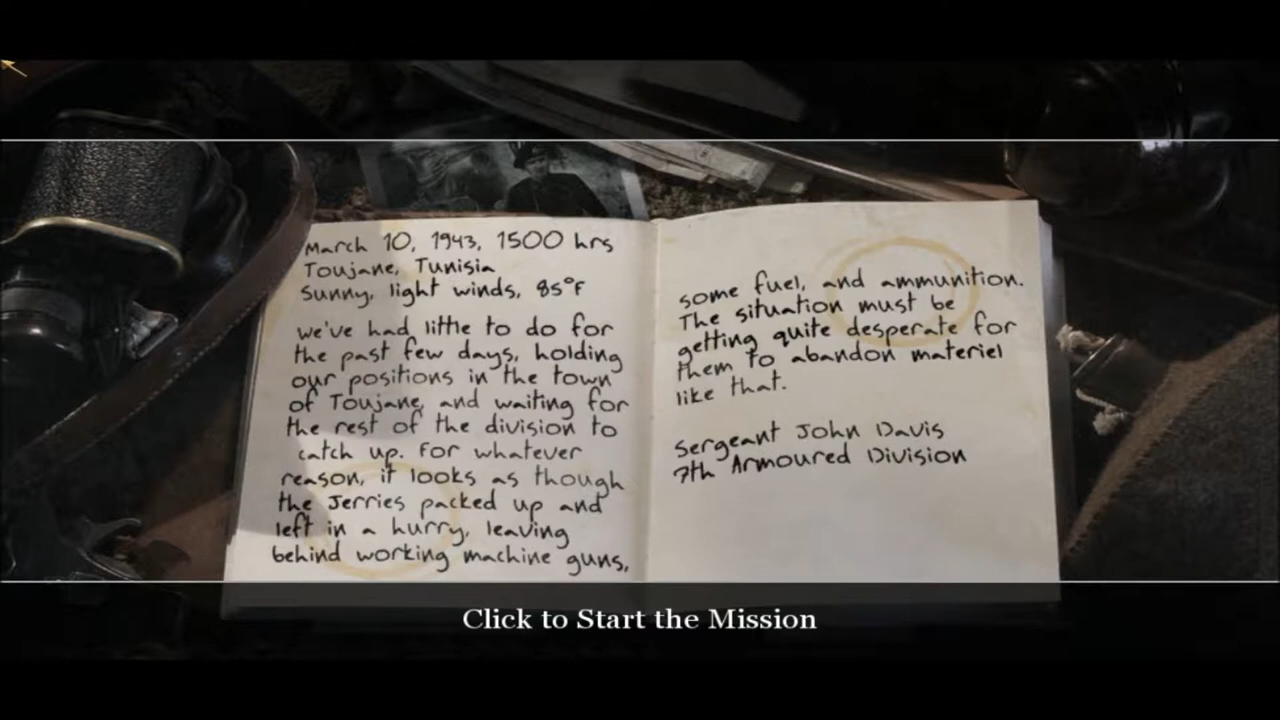 March 10, 1943, 1500 hrs
Toujane, Tunisia
Sunny, light winds, 85°F
we've had little to do for
the past few days, holding
our positions in the town
of Toujane, and waiting for
the rest of the division to
catch up. For whatever
reason, it looks as though
the Jerries packed up and
left in a hurry, leaving
behind working machine guns,
some fuel, and ammunition.
The situation must be
getting quite desperate for
them to abandon materiel
like that.
Sergeant John Davis
7th Armoured Division
Click to Start the Mission